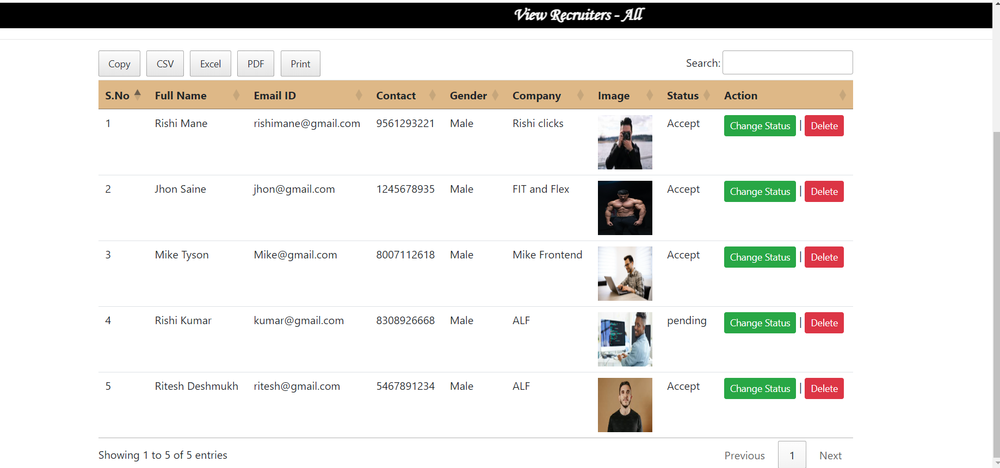 View Recruiters - All
Copy CSV Excel PDF Print Search:
S.No Full Name Email ID Contact Gender Company Image Status Action
1 Rishi Mane rishimane@gmail.com 9561293221 Male Rishi clicks Accept Change Status | Delete
2 Jhon Saine jhon@gmail.com 1245678935 Male FIT and Flex Accept Change Status | Delete
3 Mike Tyson Mike@gmail.com 8007112618 Male Mike Frontend Accept Change Status | Delete
4 Rishi Kumar kumar@gmail.com 8308926668 Male ALF pending Change Status | Delete
5 Ritesh Deshmukh ritesh@gmail.com 5467891234 Male ALF Accept Change Status | Delete
Showing 1 to 5 of 5 entries Previous 1 Next